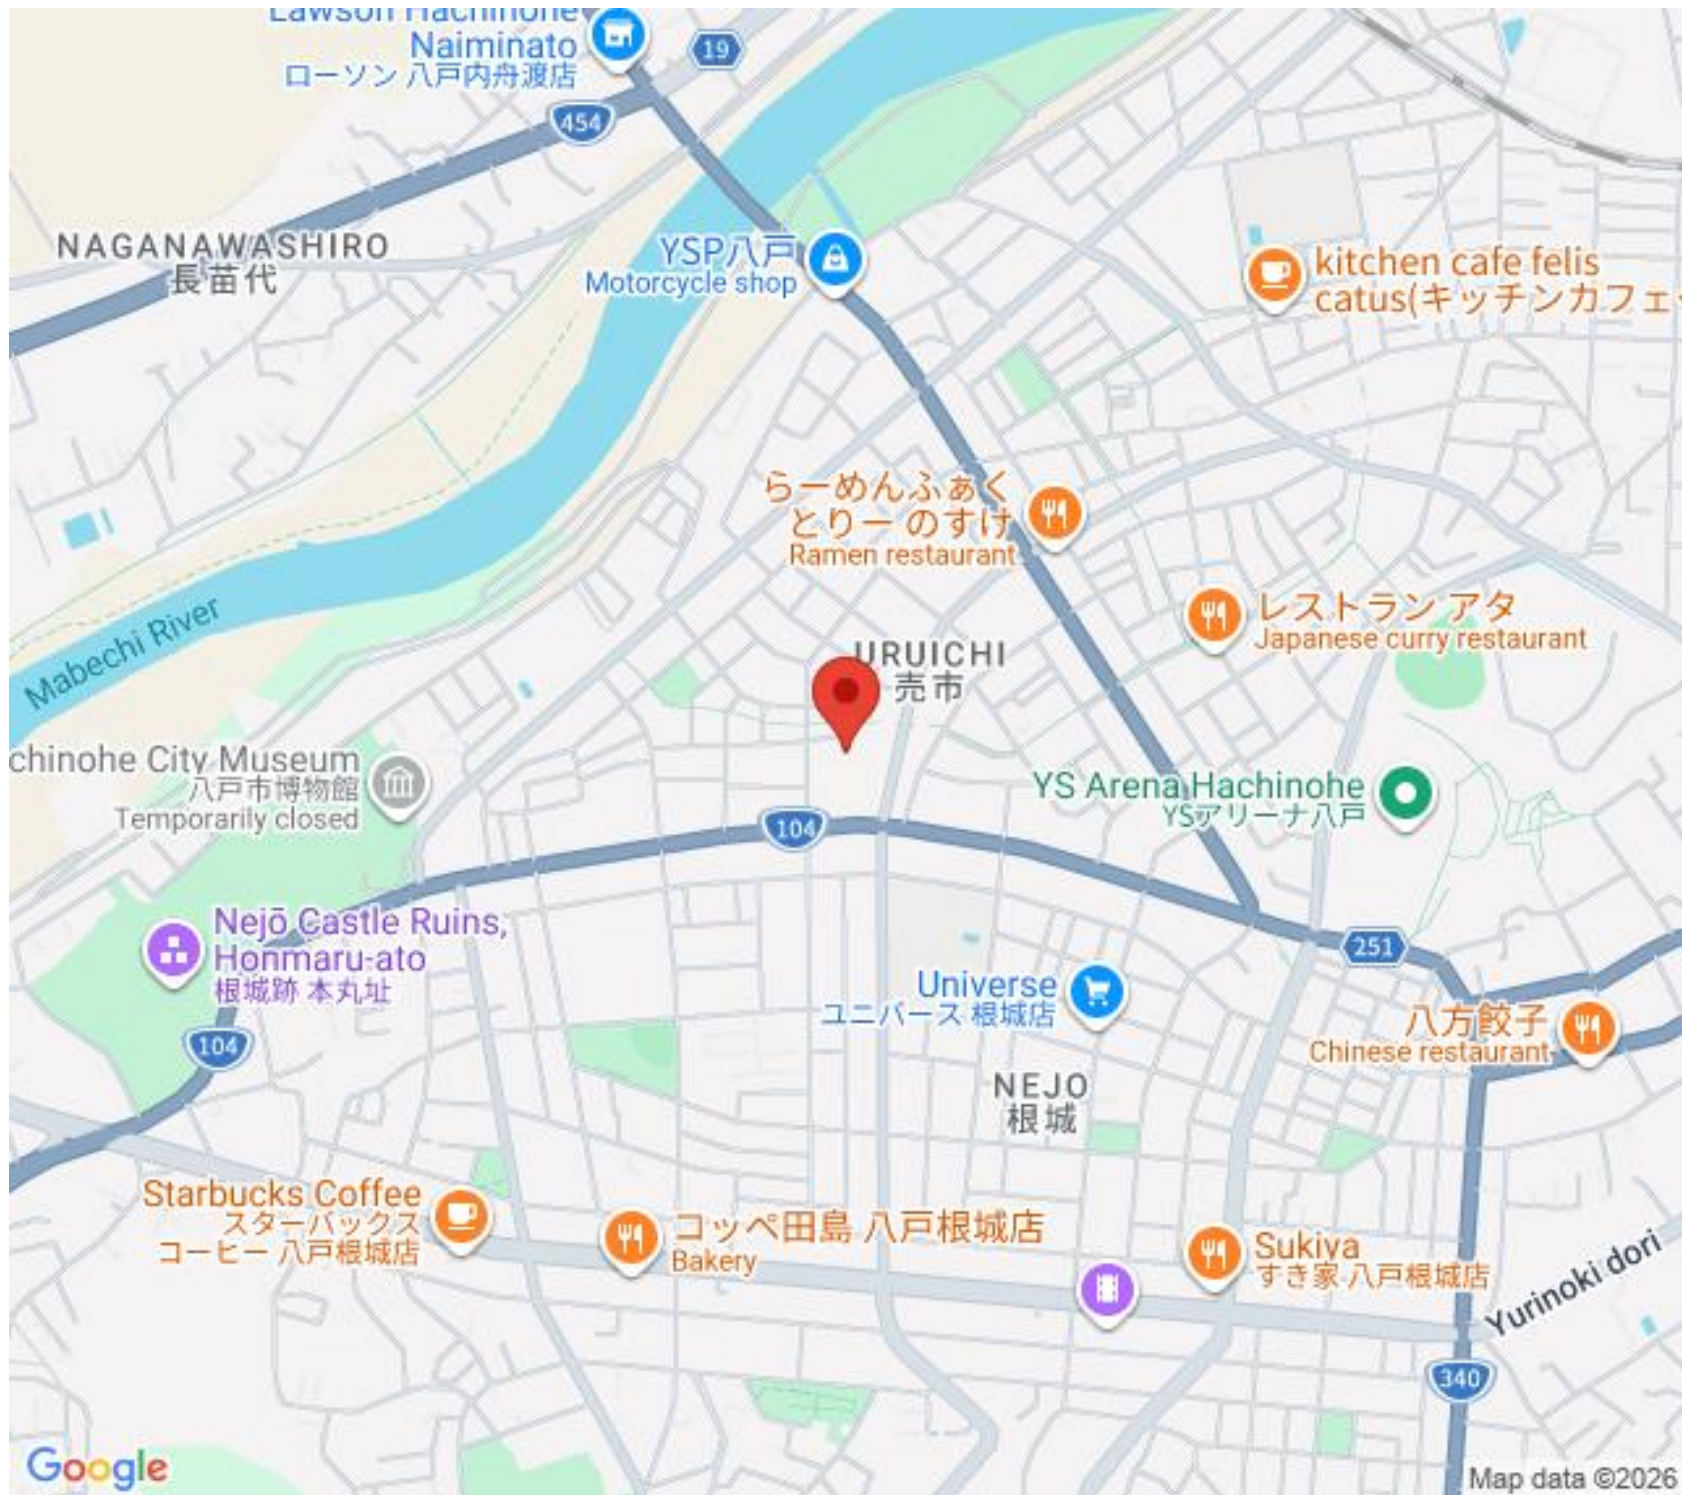 Lawson Hachinohe
Naiminato
ローソン 八戸内舟渡店
19
454
NAGANAWASHIRO
長苗代
YSP八戸
Motorcycle shop
kitchen cafe felis
catus(キッチンカフェ
らーめんふぁく
とりー のすけ
Ramen restaurant
レストラン アタ
Japanese curry restaurant
Mabechi River
URUICHI
売市
chinohe City Museum
八戸市博物館
Temporarily closed
YS Arena Hachinohe
YSアリーナ八戸
104
Nejō Castle Ruins,
Honmaru-ato
根城跡 本丸址
251
Universe
ユニバース 根城店
八方餃子
Chinese restaurant
104
NEJO
根城
Starbucks Coffee
スターバックス
コーヒー 八戸根城店
コッペ田島 八戸根城店
Bakery
Sukiya
すき家 八戸根城店
Yurinoki dori
340
Google
Map data ©2026